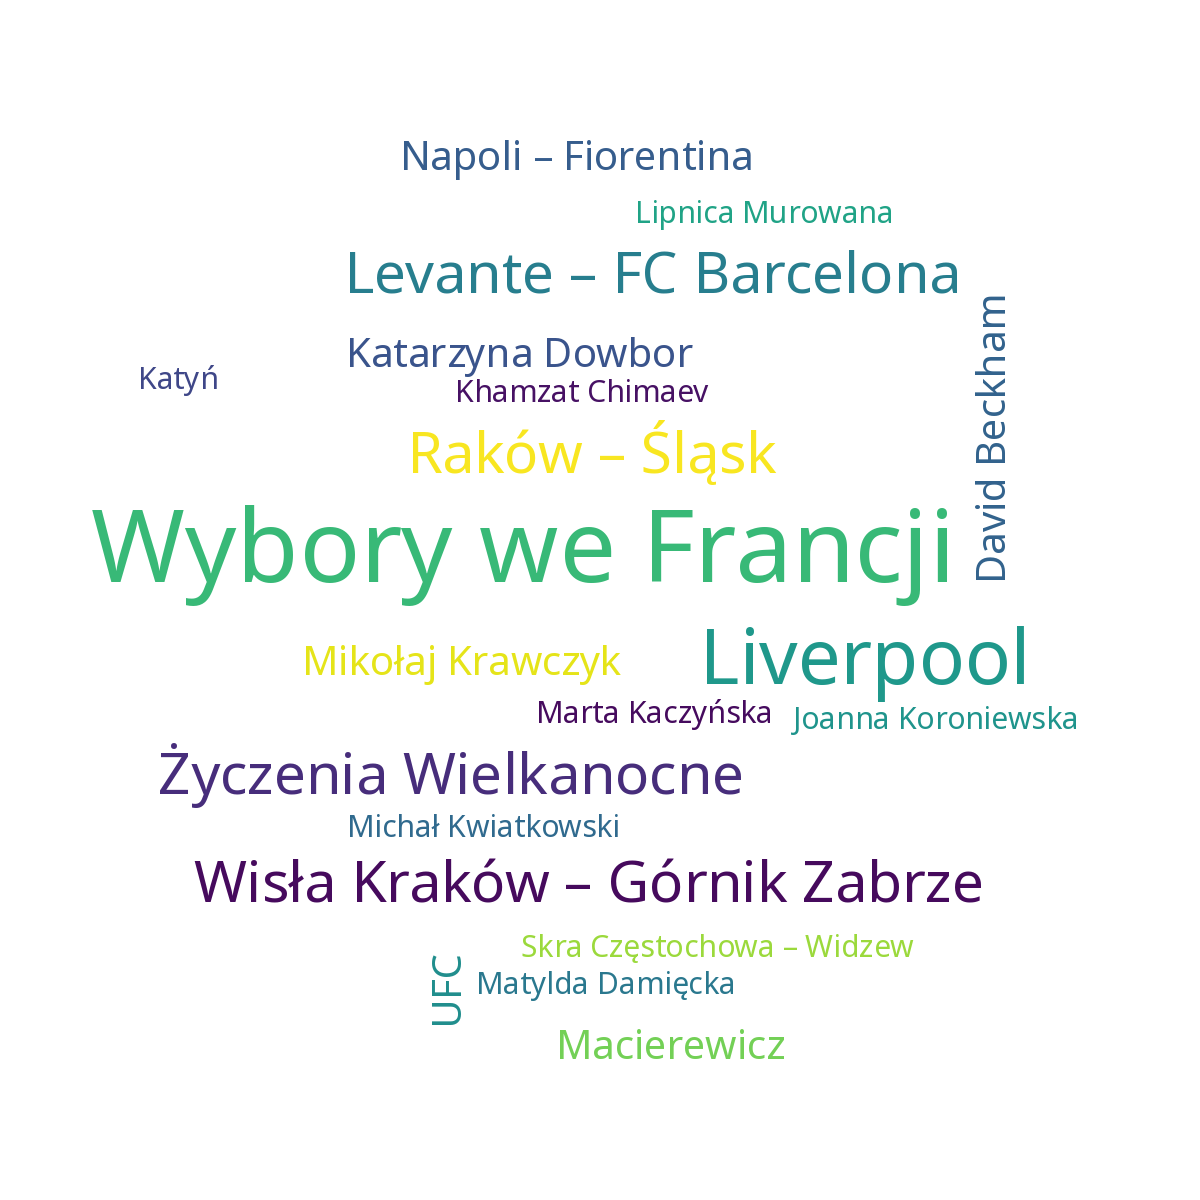 Napoli – Fiorentina
Lipnica Murowana
Levante – FC Barcelona
David Beckham
Katarzyna Dowbor
Katyń
Khamzat Chimaev
Raków – Śląsk
Wybory we Francji
Liverpool
Mikołaj Krawczyk
Marta Kaczyńska
Joanna Koroniewska
Życzenia Wielkanocne
Michał Kwiatkowski
Wisła Kraków – Górnik Zabrze
Skra Częstochowa – Widzew
UFC
Matylda Damięcka
Macierewicz